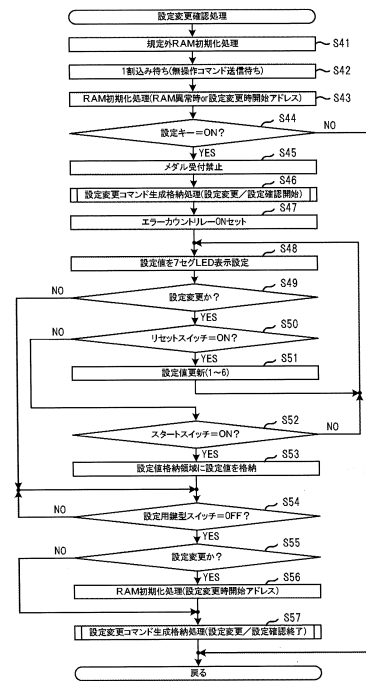 設定変更確認処理
規定外RAM初期化処理
S41
1割込み待ち(無操作コマンド送信待ち)
S42
RAM初期化処理(RAM異常時or設定変更時開始アドレス)
S43
設定キー=ON?
S44
NO
YES
メダル受付禁止
S45
設定変更コマンド生成格納処理(設定変更/設定確認開始)
S46
エラーカウントリレーONセット
S47
設定値を7セグLED表示設定
S48
NO
設定変更か?
S49
YES
NO
リセットスイッチ=ON?
S50
YES
設定値更新(1~6)
S51
スタートスイッチ=ON?
S52
NO
YES
設定値格納領域に設定値を格納
S53
NO
設定用鍵型スイッチ=OFF?
S54
YES
NO
設定変更か?
S55
YES
RAM初期化処理(設定変更時開始アドレス)
S56
設定変更コマンド生成格納処理(設定変更/設定確認終了)
S57
戻る